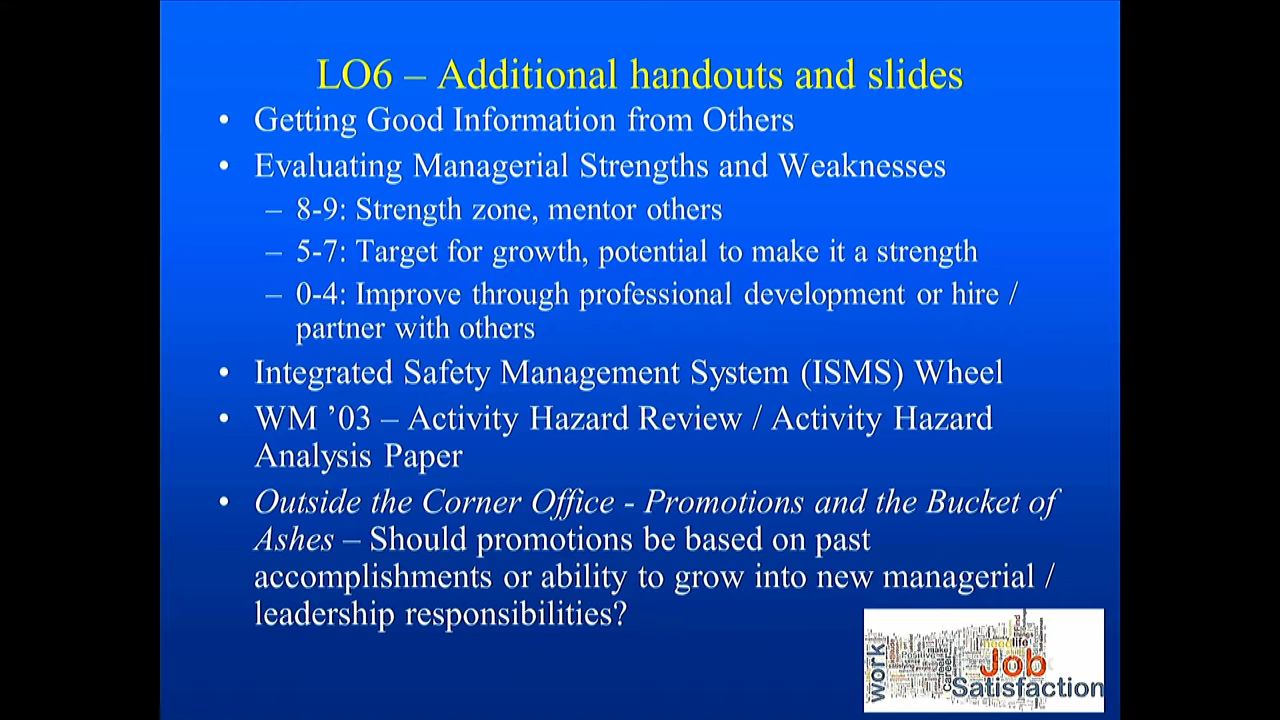 LO6 – Additional handouts and slides
• Getting Good Information from Others
• Evaluating Managerial Strengths and Weaknesses
– 8-9: Strength zone, mentor others
– 5-7: Target for growth, potential to make it a strength
– 0-4: Improve through professional development or hire /
partner with others
• Integrated Safety Management System (ISMS) Wheel
• WM ’03 – Activity Hazard Review / Activity Hazard
Analysis Paper
• Outside the Corner Office - Promotions and the Bucket of
Ashes – Should promotions be based on past
accomplishments or ability to grow into new managerial /
leadership responsibilities?
work
Career
need life
Job
Satisfaction